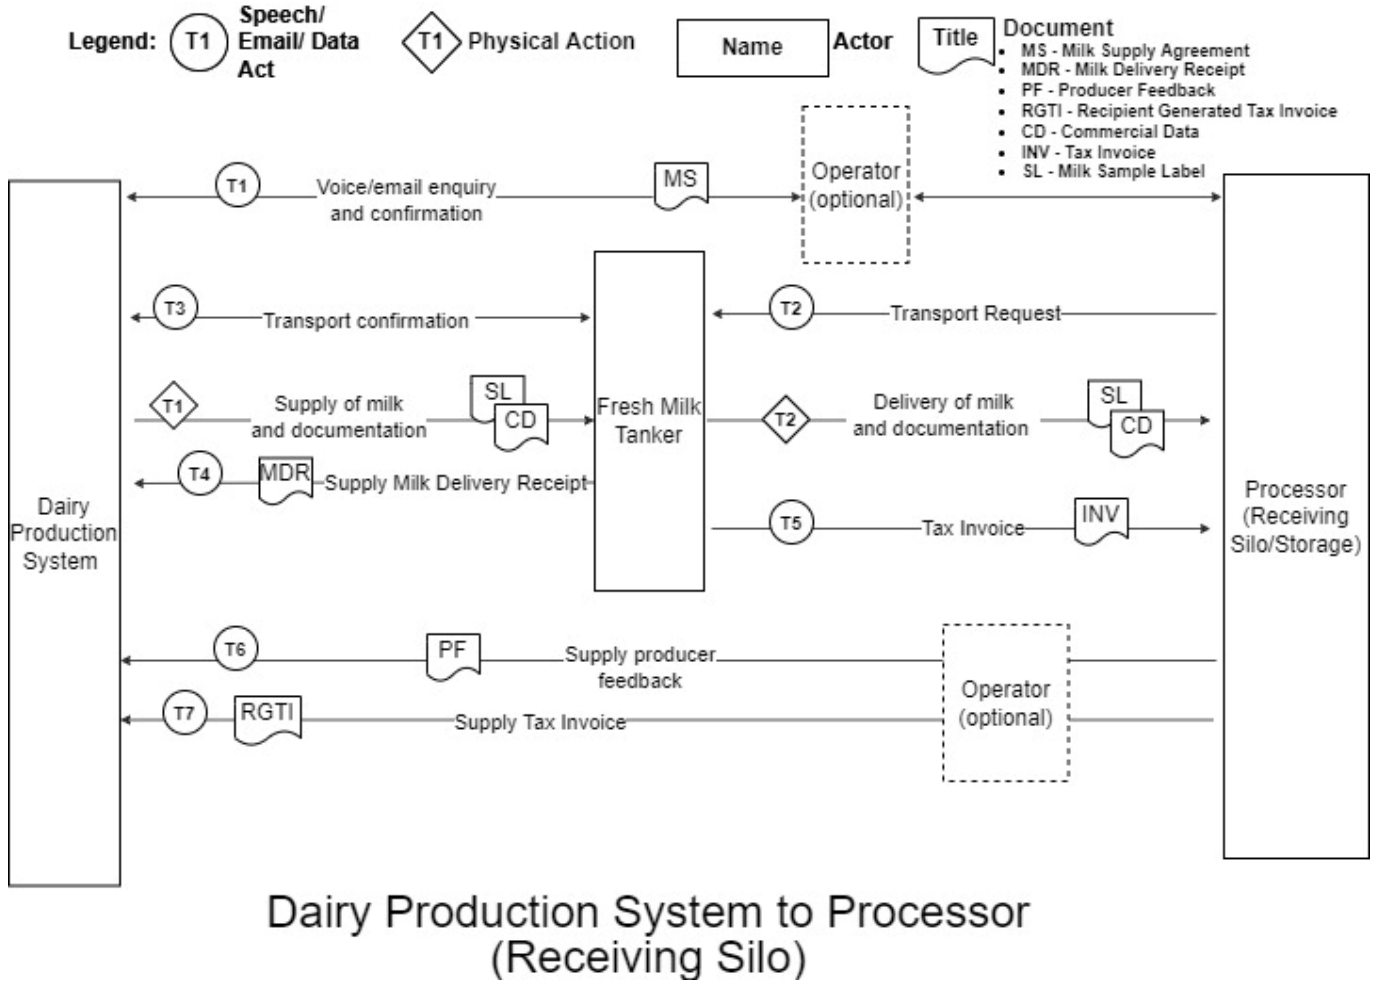 Legend:
T1
Speech/
Email/ Data
Act
T1
Physical Action
Name
Actor
Title
Document
• MS - Milk Supply Agreement
• MDR - Milk Delivery Receipt
• PF - Producer Feedback
• RGTI - Recipient Generated Tax Invoice
• CD - Commercial Data
• INV - Tax Invoice
• SL - Milk Sample Label
T1
Voice/email enquiry
and confirmation
MS
Operator
(optional)
T3
Transport confirmation
T2
Transport Request
T1
Supply of milk
and documentation
SL
CD
Fresh Milk
Tanker
T2
Delivery of milk
and documentation
SL
CD
T4
MDR
Supply Milk Delivery Receipt
Dairy
Production
System
T5
Tax Invoice
INV
Processor
(Receiving
Silo/Storage)
T6
PF
Supply producer
feedback
T7
RGTI
Supply Tax Invoice
Operator
(optional)
Dairy Production System to Processor
(Receiving Silo)